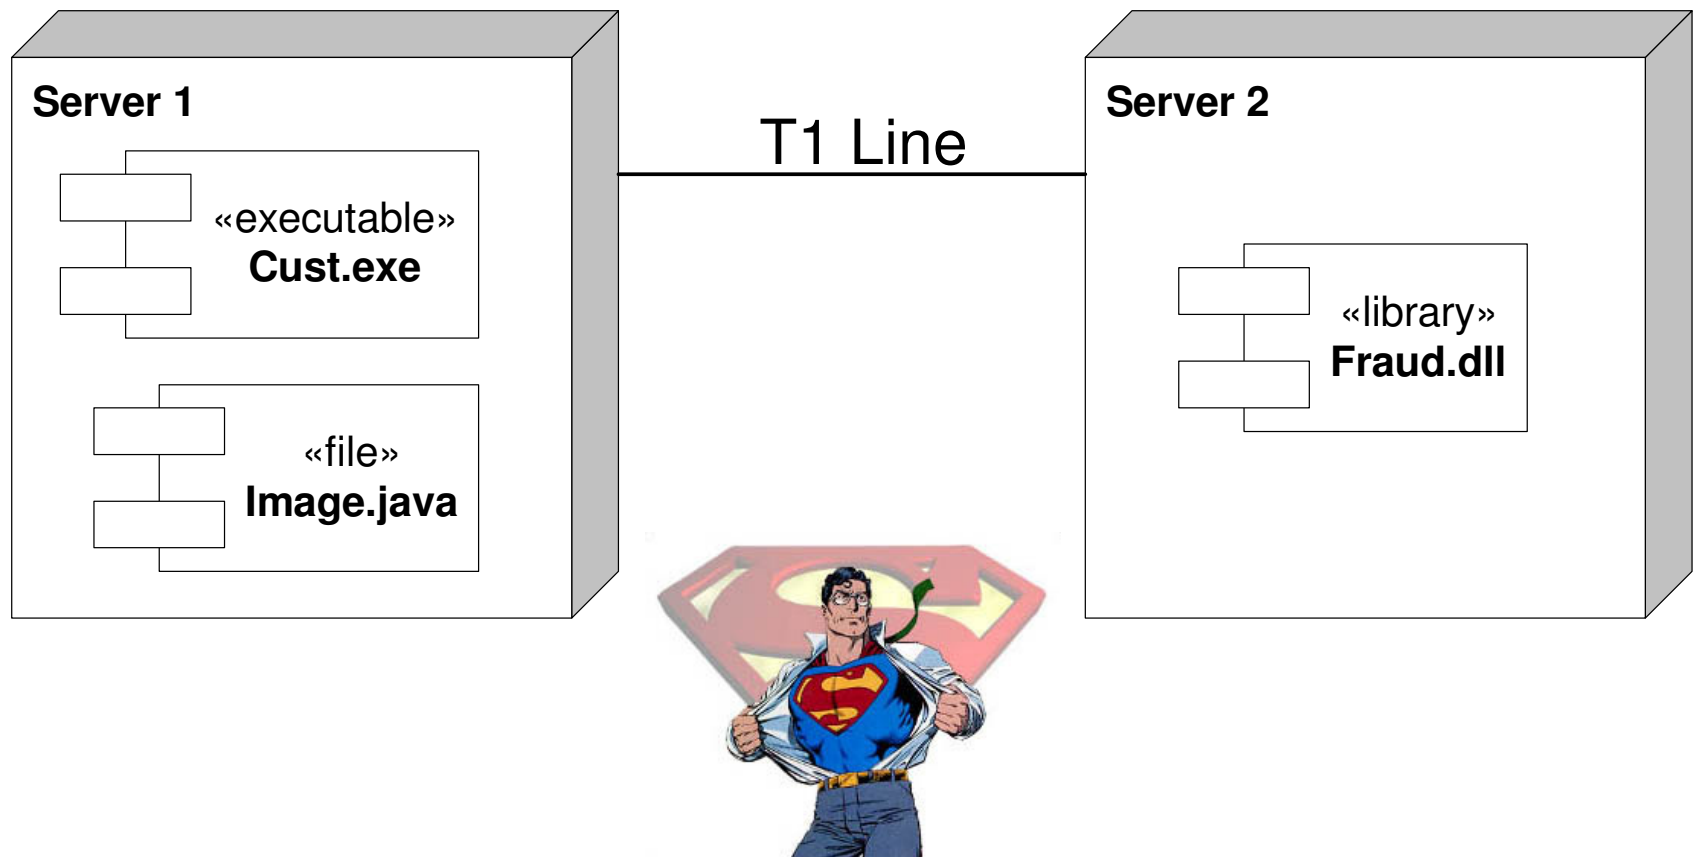 Server 1
«executable»
Cust.exe
«file»
Image.java
T1 Line
Server 2
«library»
Fraud.dll
S
S